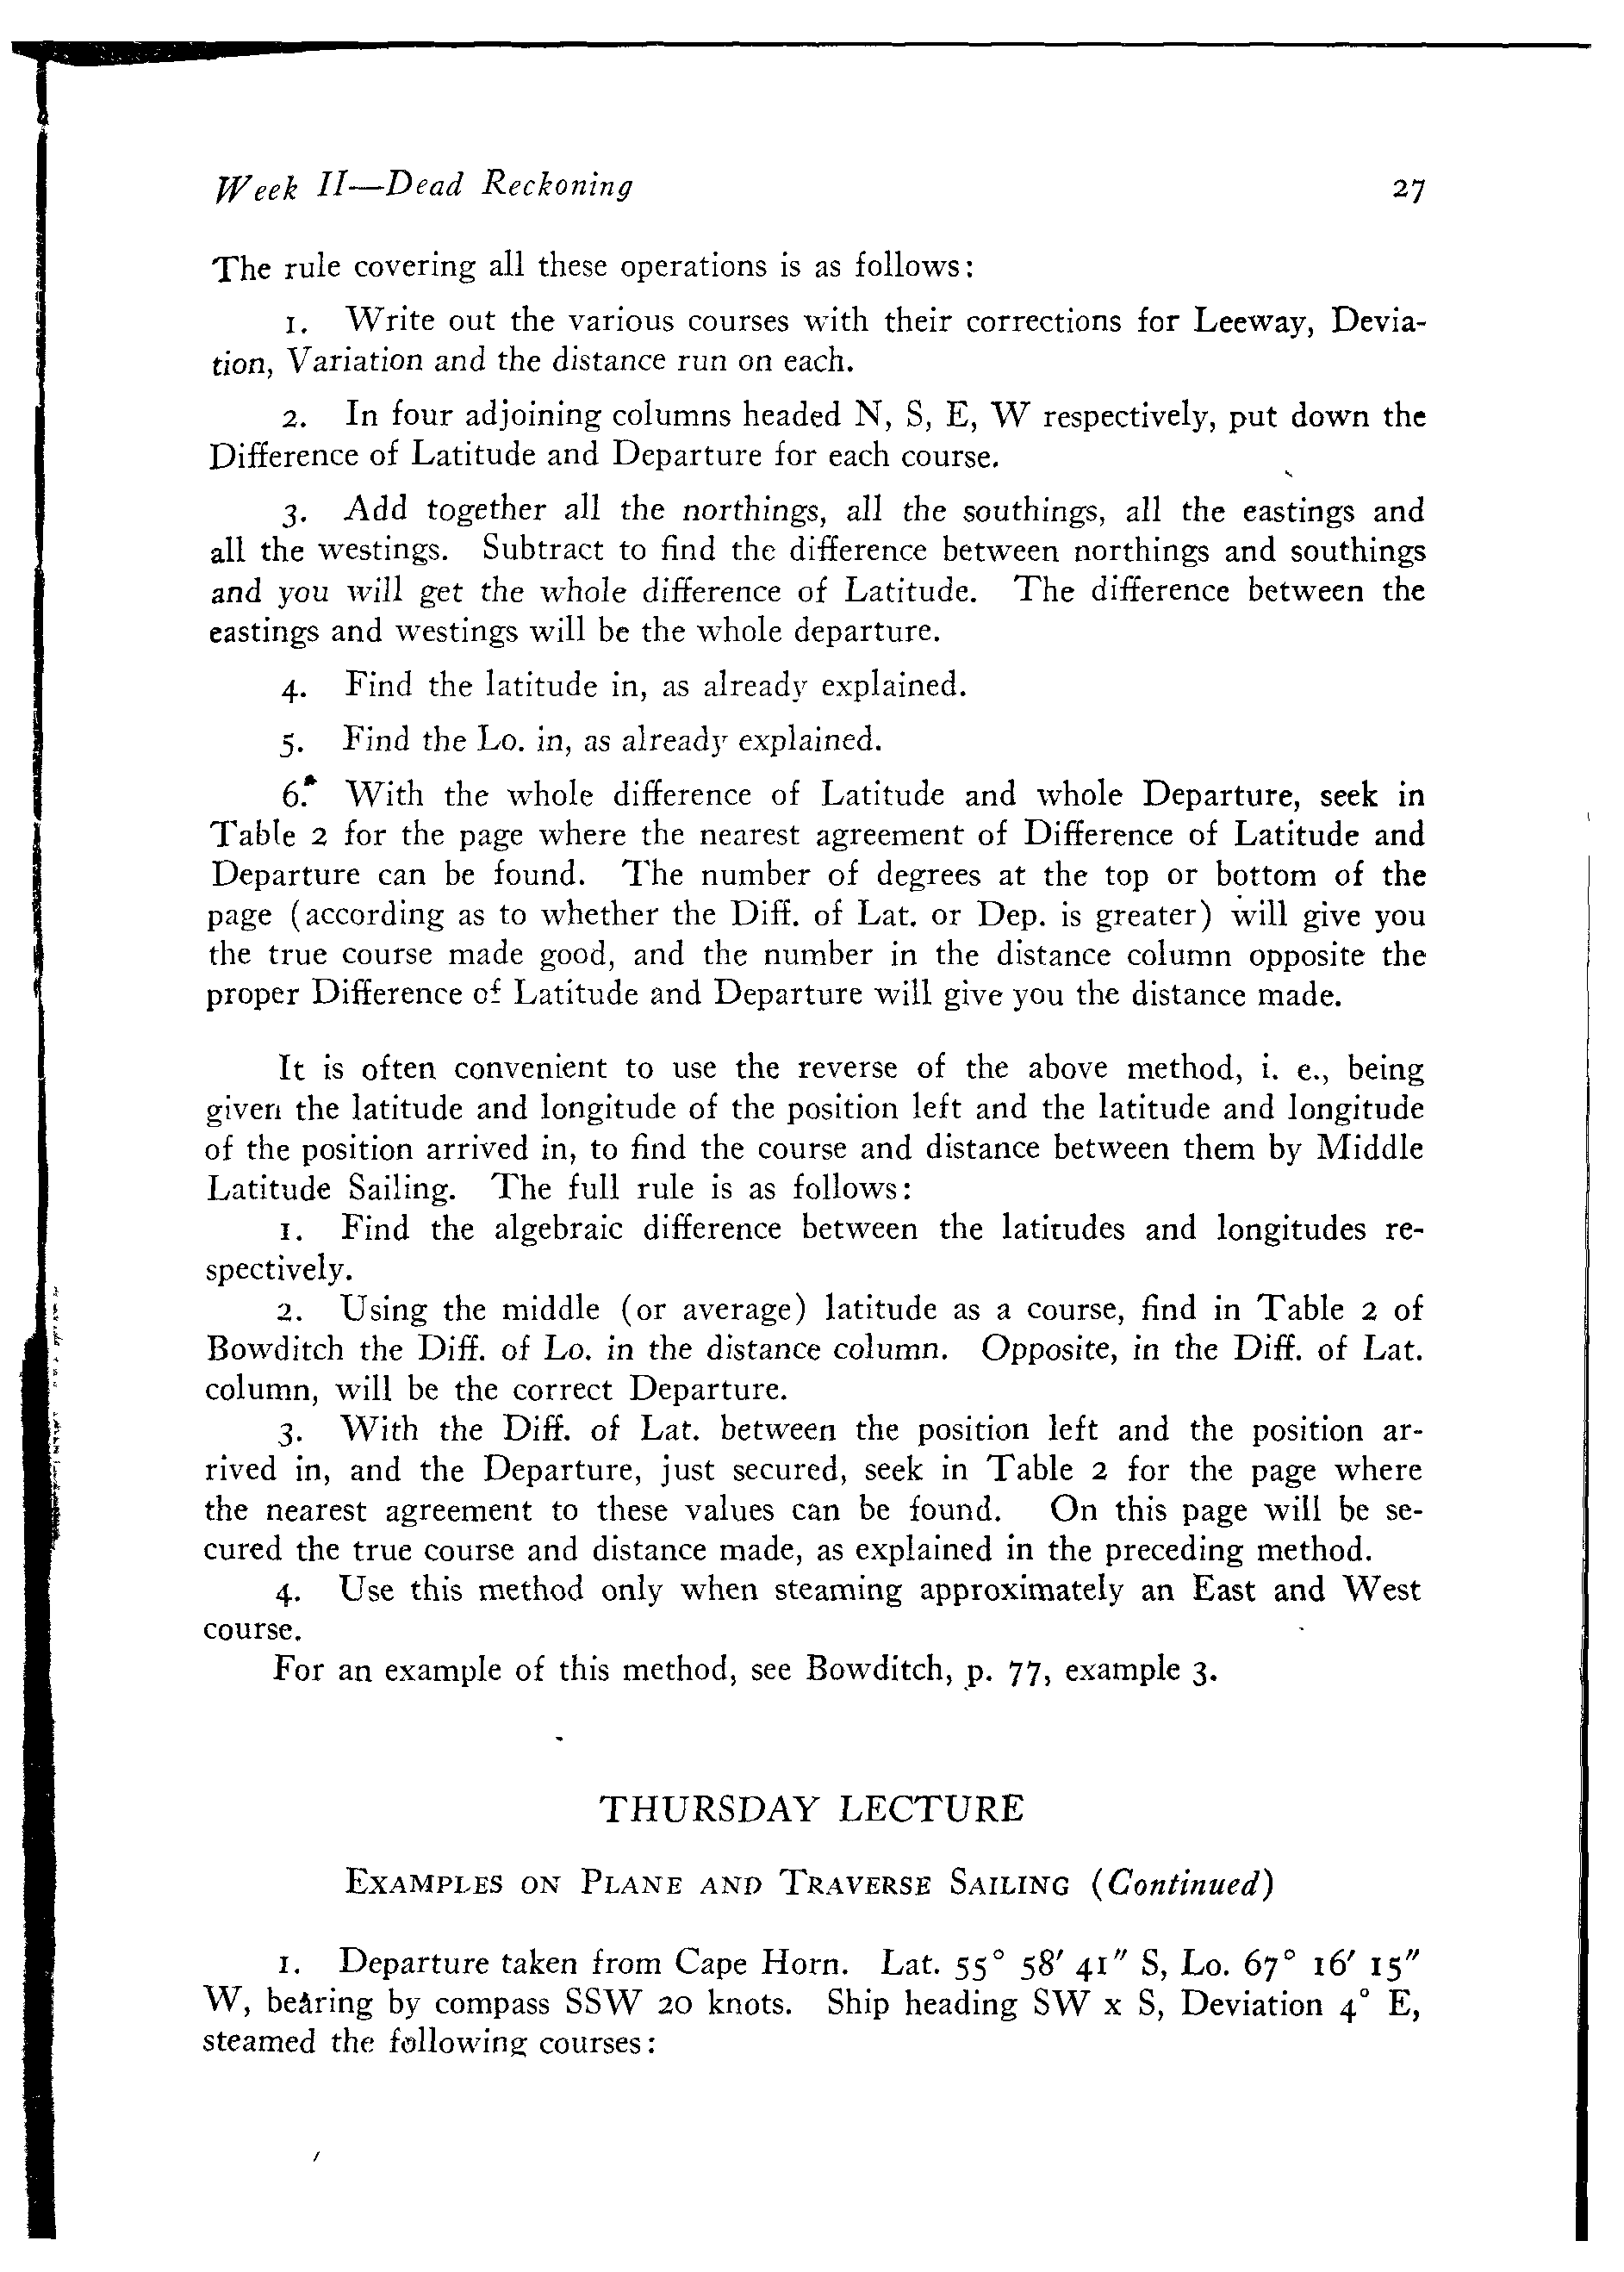 Week II—Dead Reckoning 27
The rule covering all these operations is as follows:
1. Write out the various courses with their corrections for Leeway, Devia-
tion, Variation and the distance run on each.
2. In four adjoining columns headed N, S, E, W respectively, put down the
Difference of Latitude and Departure for each course.
3. Add together all the northings, all the southings, all the eastings and
all the westings. Subtract to find the difference between northings and southings
and you will get the whole difference of Latitude. The difference between the
eastings and westings will be the whole departure.
4. Find the latitude in, as already explained.
5. Find the Lo. in, as already explained.
6. With the whole difference of Latitude and whole Departure, seek in
Table 2 for the page where the nearest agreement of Difference of Latitude and
Departure can be found. The number of degrees at the top or bottom of the
page (according as to whether the Diff. of Lat. or Dep. is greater) will give you
the true course made good, and the number in the distance column opposite the
proper Difference of Latitude and Departure will give you the distance made.
It is often convenient to use the reverse of the above method, i. e., being
given the latitude and longitude of the position left and the latitude and longitude
of the position arrived in, to find the course and distance between them by Middle
Latitude Sailing. The full rule is as follows:
1. Find the algebraic difference between the latitudes and longitudes re-
spectively.
2. Using the middle (or average) latitude as a course, find in Table 2 of
Bowditch the Diff. of Lo. in the distance column. Opposite, in the Diff. of Lat.
column, will be the correct Departure.
3. With the Diff. of Lat. between the position left and the position ar-
rived in, and the Departure, just secured, seek in Table 2 for the page where
the nearest agreement to these values can be found. On this page will be se-
cured the true course and distance made, as explained in the preceding method.
4. Use this method only when steaming approximately an East and West
course.
For an example of this method, see Bowditch, p. 77, example 3.
THURSDAY LECTURE
EXAMPLES ON PLANE AND TRAVERSE SAILING (Continued)
1. Departure taken from Cape Horn. Lat. 55° 58′ 41″ S, Lo. 67° 16′ 15″
W, bearing by compass SSW 20 knots. Ship heading SW x S, Deviation 4° E,
steamed the following courses: